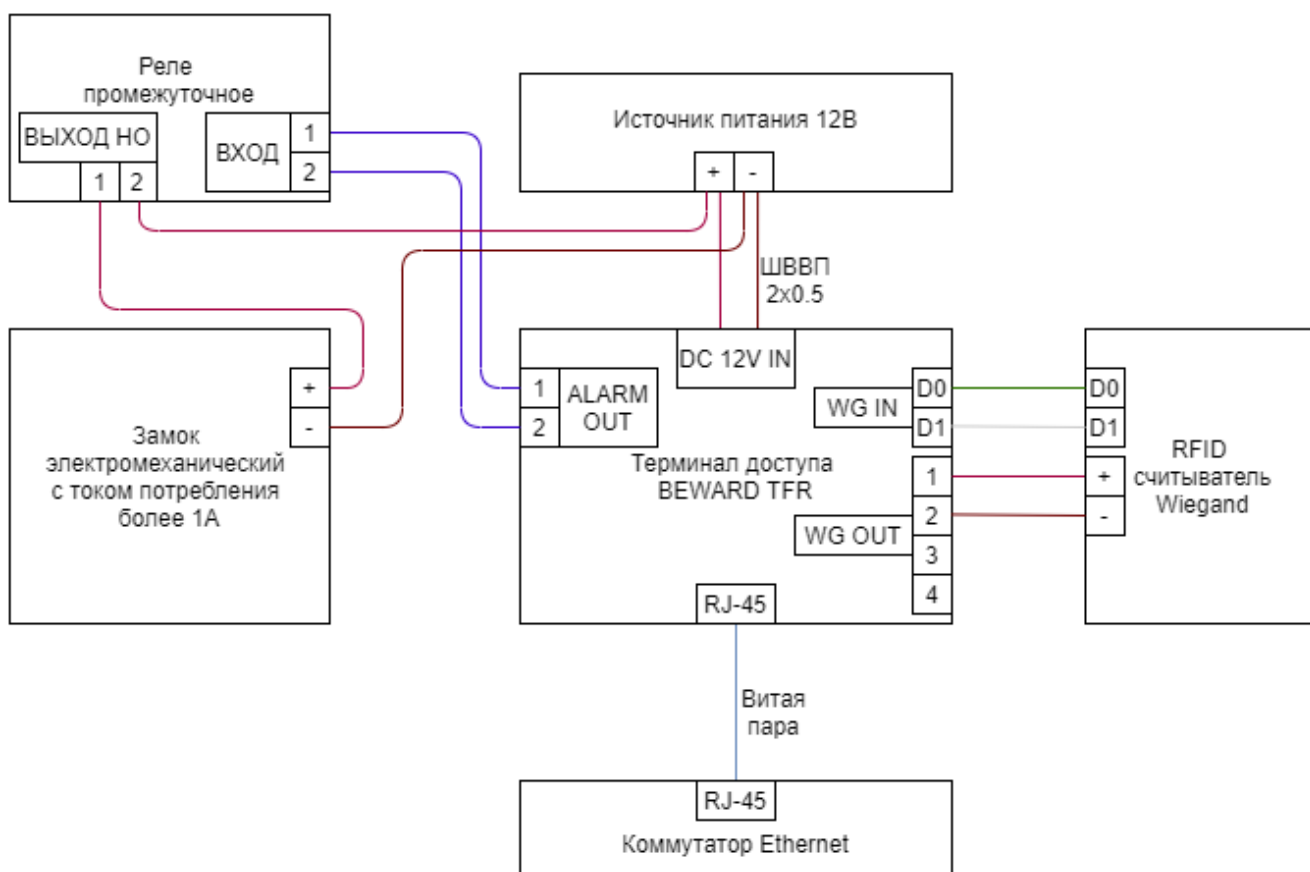 Реле
промежуточное
ВЫХОД НО
ВХОД
1
2
1
2
Источник питания 12В
+
-
ШВВП
2x0.5
Замок
электромеханический
с током потребления
более 1А
+
-
DC 12V IN
1
2
ALARM
OUT
WG IN
D0
D1
Терминал доступа
BEWARD TFR
WG OUT
1
2
3
4
RJ-45
D0
D1
+
-
RFID
считыватель
Wiegand
Витая
пара
RJ-45
Коммутатор Ethernet